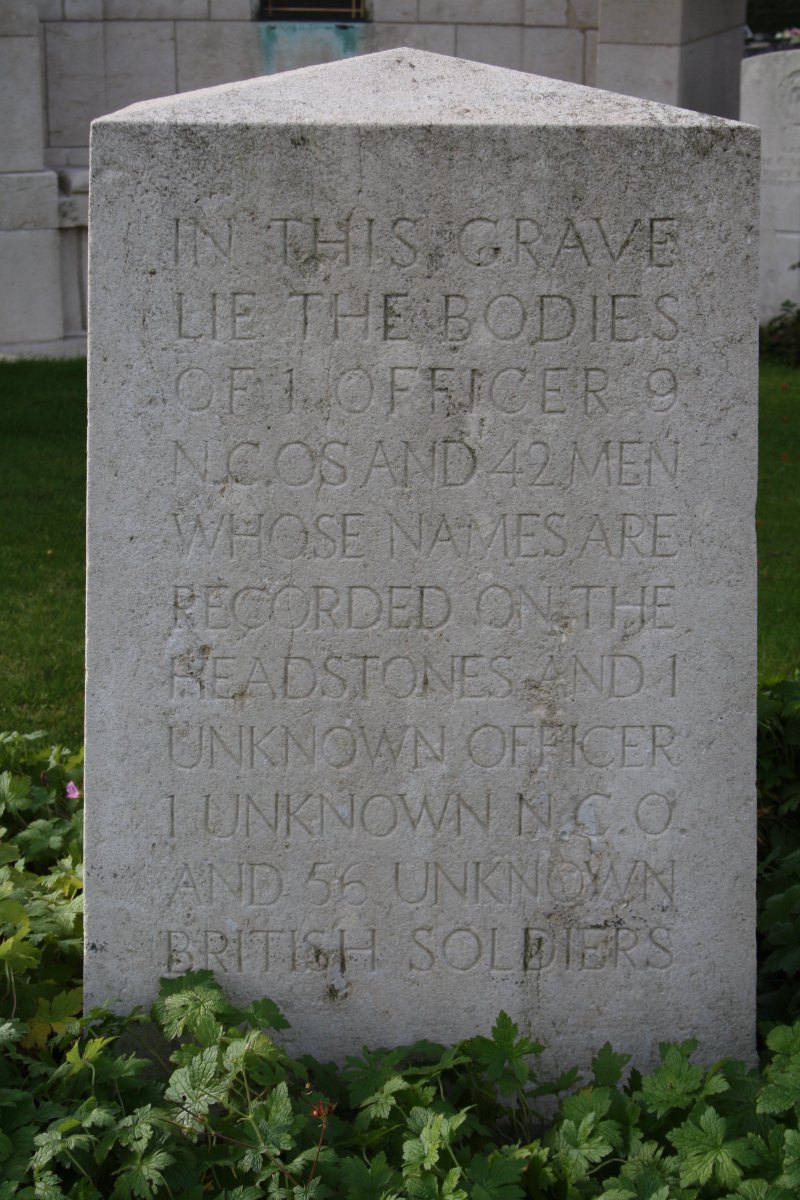 IN THIS GRAVE
LIE THE BODIES
OF 1 OFFICER 9
N.C.OS AND 42 MEN
WHOSE NAMES ARE
RECORDED ON THE
HEADSTONES AND 1
UNKNOWN OFFICER
1 UNKNOWN N.C.O.
AND 56 UNKNOWN
BRITISH SOLDIERS